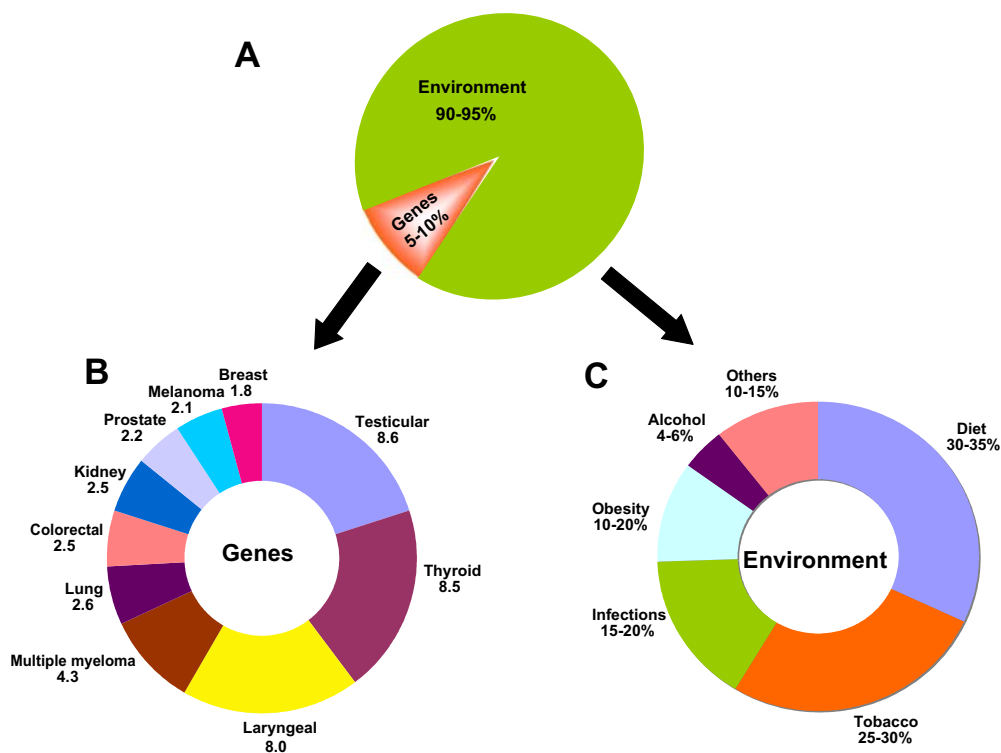 A
Environment
90-95%
Genes
5-10%
B
Breast
1.8
Melanoma
2.1
Prostate
2.2
Kidney
2.5
Colorectal
2.5
Lung
2.6
Multiple myeloma
4.3
Laryngeal
8.0
Thyroid
8.5
Testicular
8.6
Genes
C
Others
10-15%
Alcohol
4-6%
Obesity
10-20%
Infections
15-20%
Tobacco
25-30%
Diet
30-35%
Environment